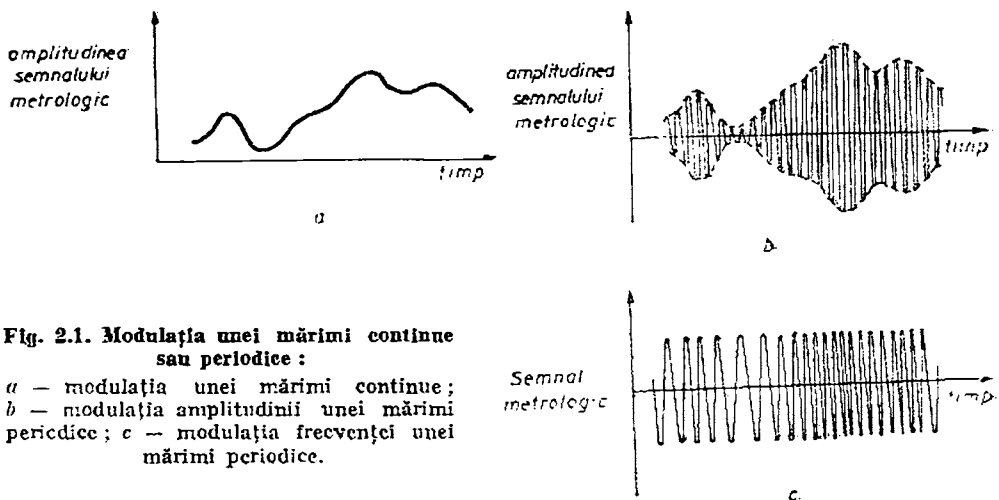 amplitudinea
semnalului
metrologic
timp
a
amplitudinea
semnalului
metrologic
timp
b
Fig. 2.1. Modulația unei mărimi continue
sau periodice :
a — modulația unei mărimi continue ;
b — modulația amplitudinii unei mărimi
periodice ; c — modulația frecvenței unei
mărimi periodice.
Semnal
metrologic
timp
c.